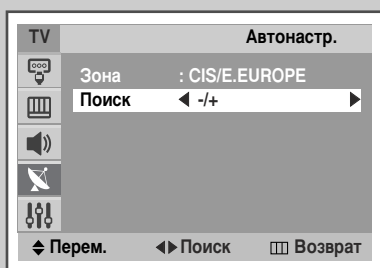 TV Автонастр.
Зона : CIS/E.EUROPE
Поиск ◀ -/+ ▶
Перем. Поиск Возврат